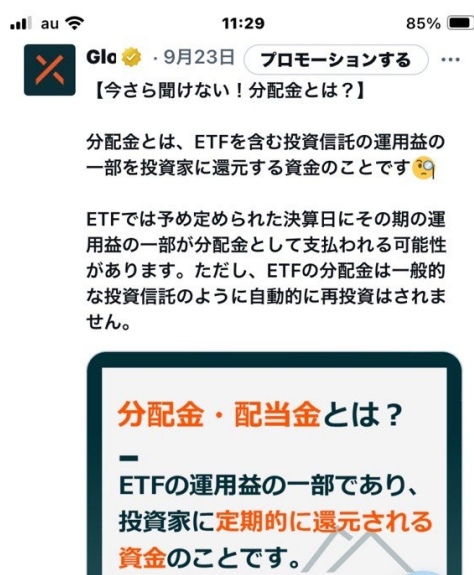 au
11:29
85%
Glo · 9月23日 プロモーションする ...
【今さら聞けない！分配金とは？】
分配金とは、ETFを含む投資信託の運用益の
一部を投資家に還元する資金のことです
ETFでは予め定められた決算日にその期の運
用益の一部が分配金として支払われる可能性
があります。ただし、ETFの分配金は一般的
な投資信託のように自動的に再投資はされま
せん。
分配金・配当金とは？
ETFの運用益の一部であり、
投資家に定期的に還元される
資金のことです。